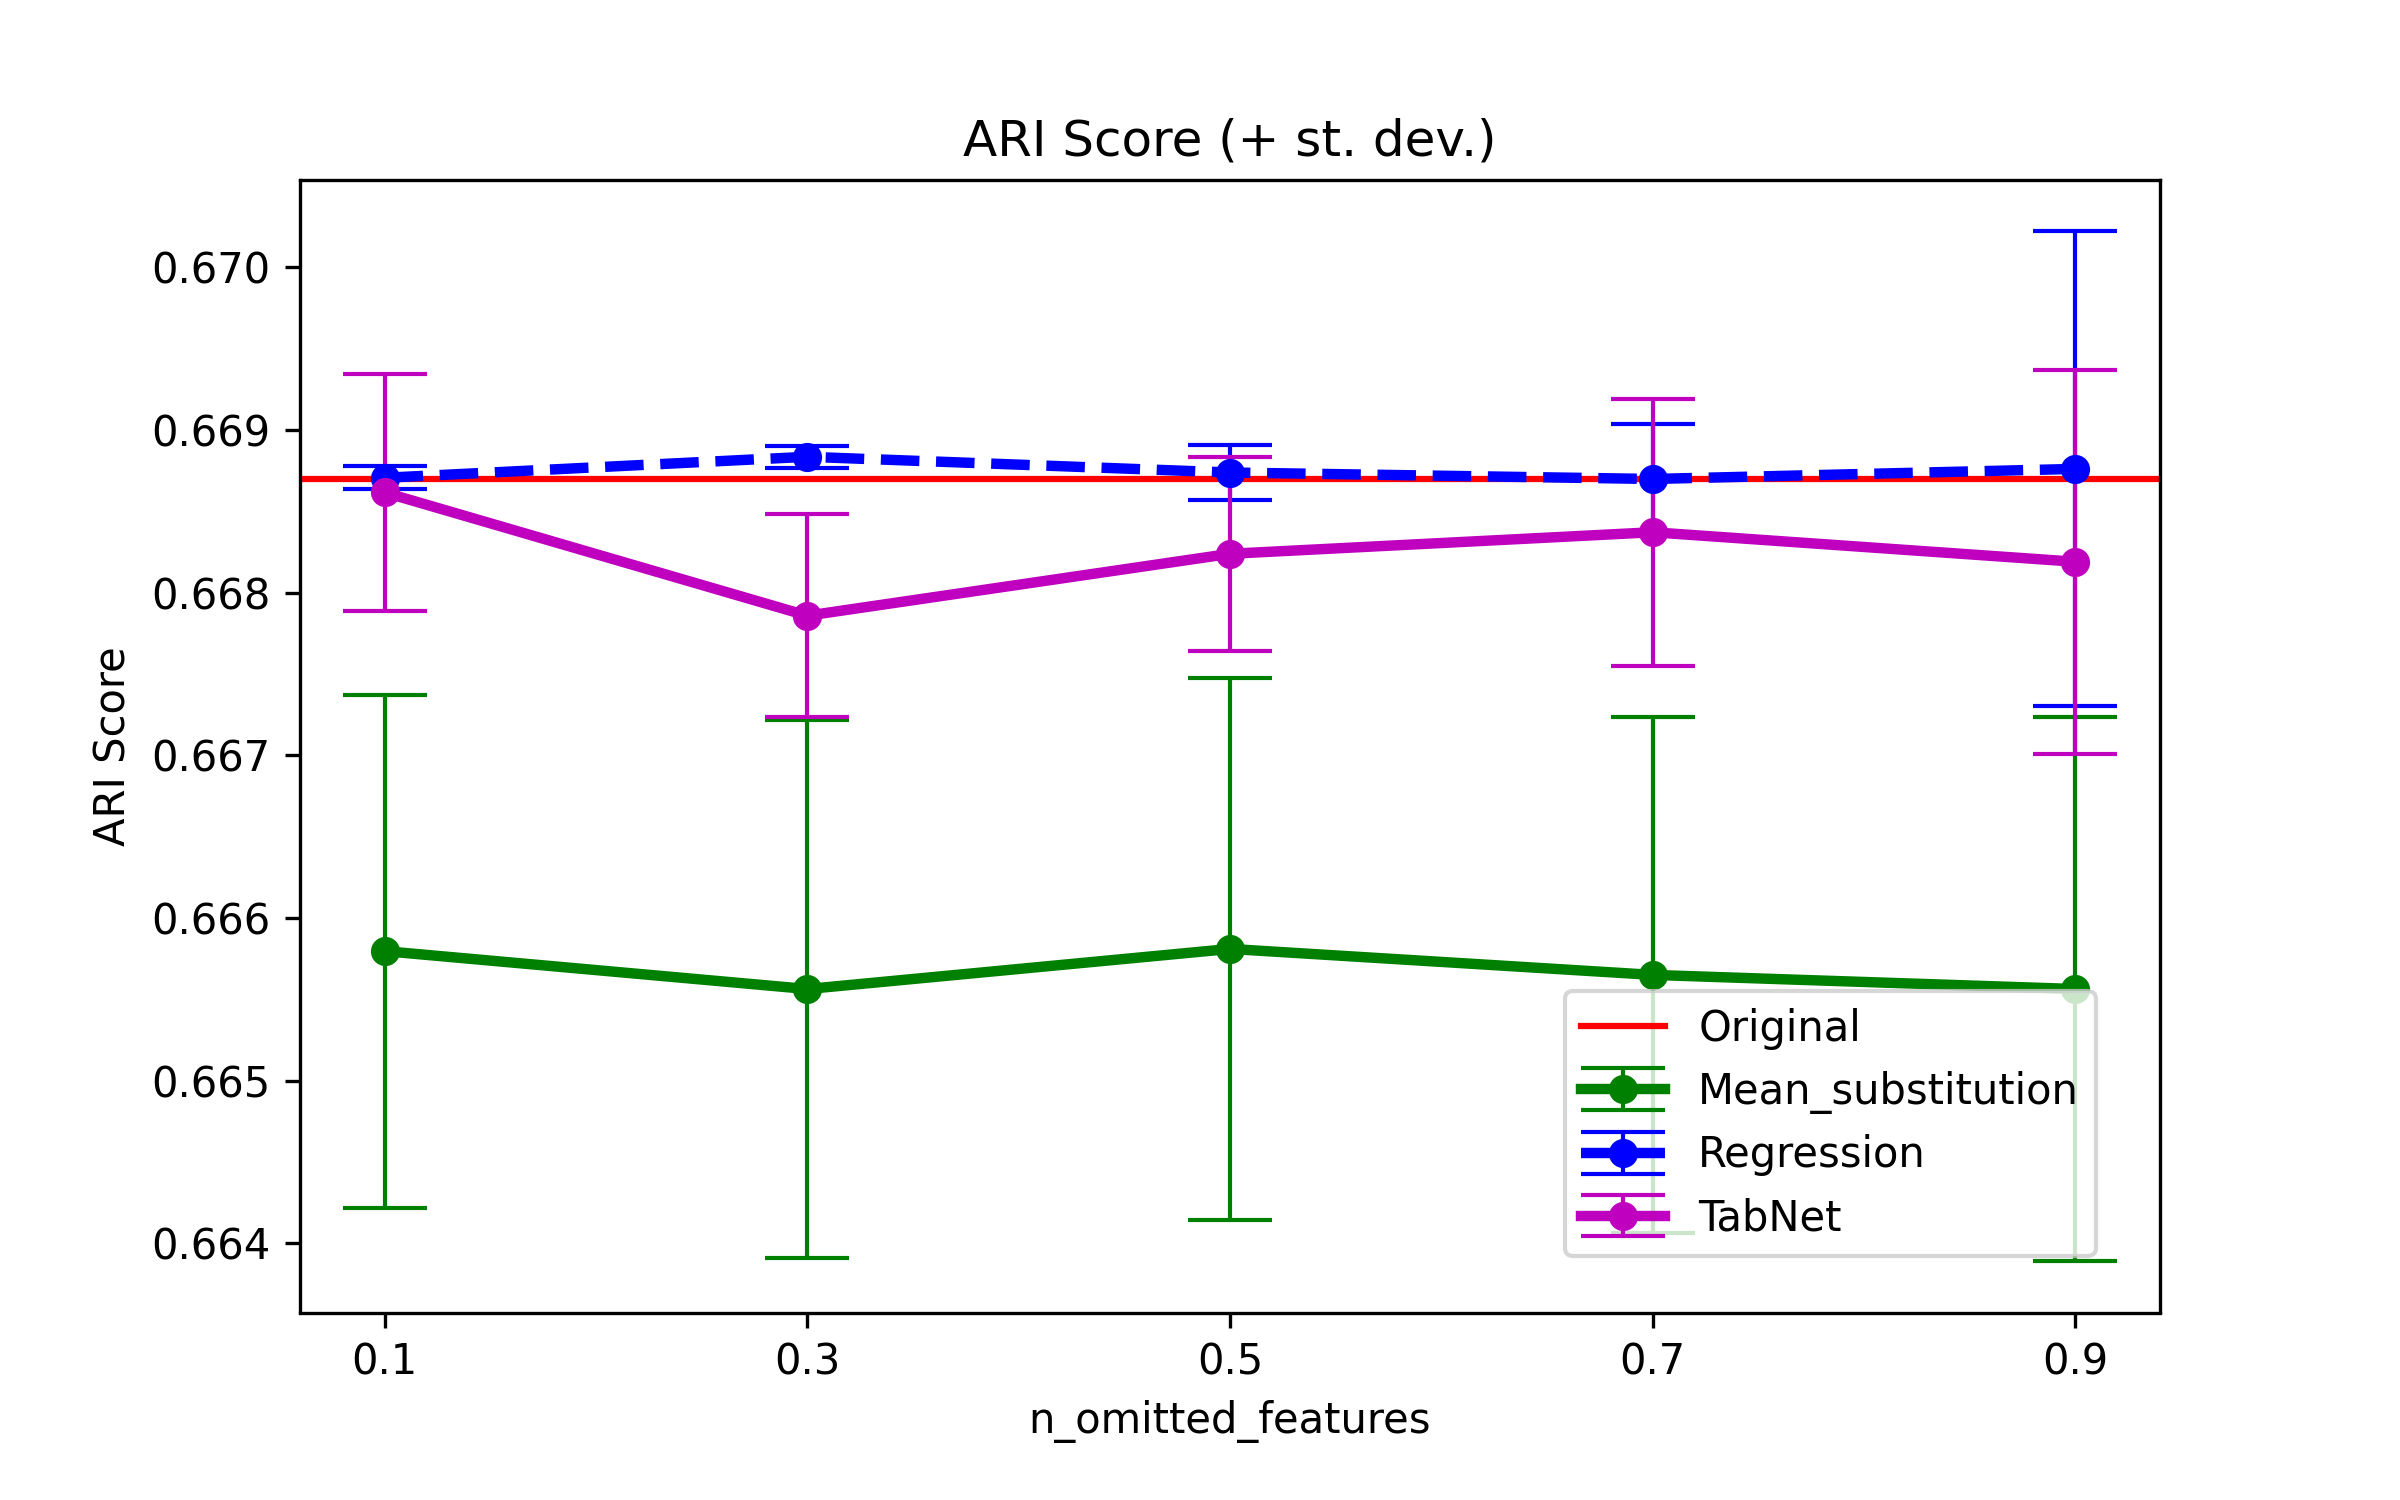 ARI Score (+ st. dev.)
0.670
0.669
0.668
0.667
0.666
0.665
0.664
ARI Score
Original
Mean_substitution
Regression
TabNet
0.1 0.3 0.5 0.7 0.9
n_omitted_features